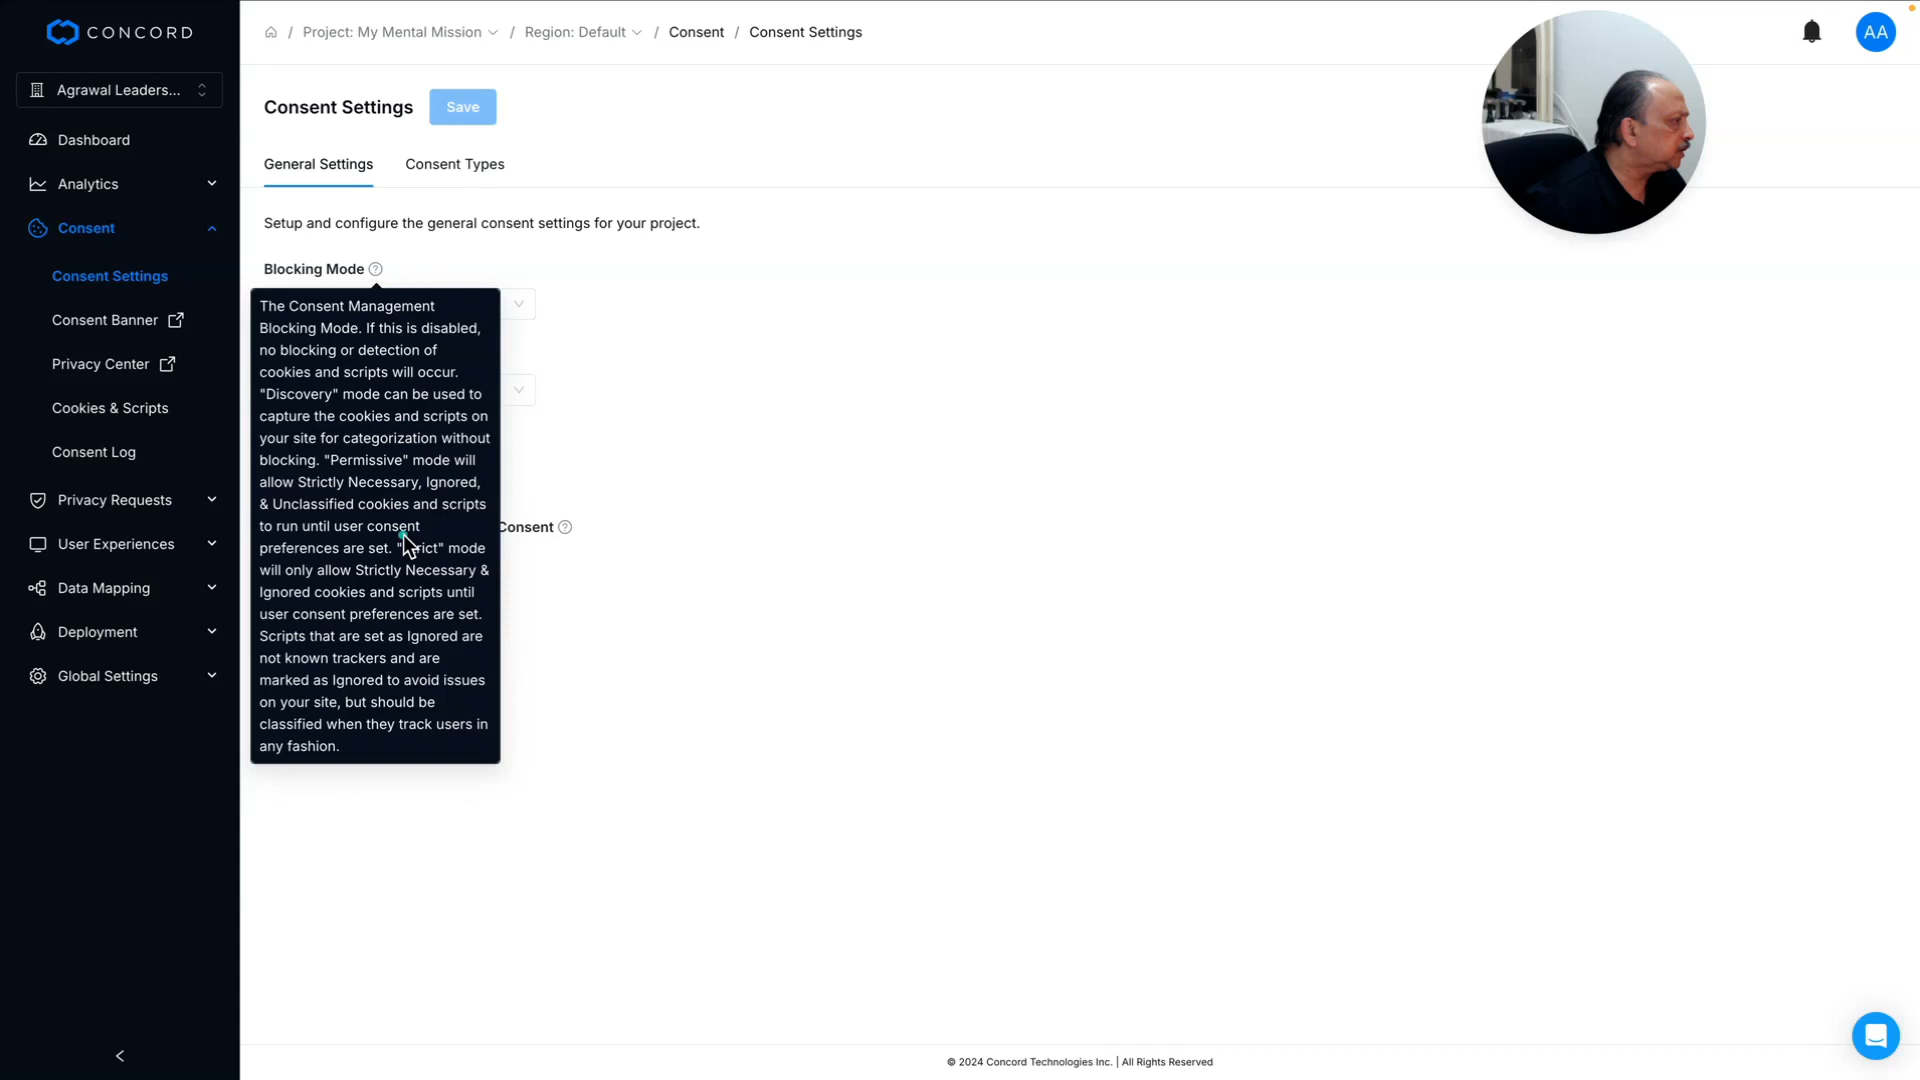 CONCORD
Agrawal Leaders...
Dashboard
Analytics
Consent
Consent Settings
Consent Banner
Privacy Center
Cookies & Scripts
Consent Log
Privacy Requests
User Experiences
Data Mapping
Deployment
Global Settings
/ Project: My Mental Mission / Region: Default / Consent / Consent Settings
AA
Consent Settings
Save
General Settings
Consent Types
Setup and configure the general consent settings for your project.
Blocking Mode
The Consent Management
Blocking Mode. If this is disabled,
no blocking or detection of
cookies and scripts will occur.
"Discovery" mode can be used to
capture the cookies and scripts on
your site for categorization without
blocking. "Permissive" mode will
allow Strictly Necessary, Ignored,
& Unclassified cookies and scripts
to run until user consent
preferences are set. "Strict" mode
will only allow Strictly Necessary &
Ignored cookies and scripts until
user consent preferences are set.
Scripts that are set as Ignored are
not known trackers and are
marked as Ignored to avoid issues
on your site, but should be
classified when they track users in
any fashion.
Consent
© 2024 Concord Technologies Inc. | All Rights Reserved